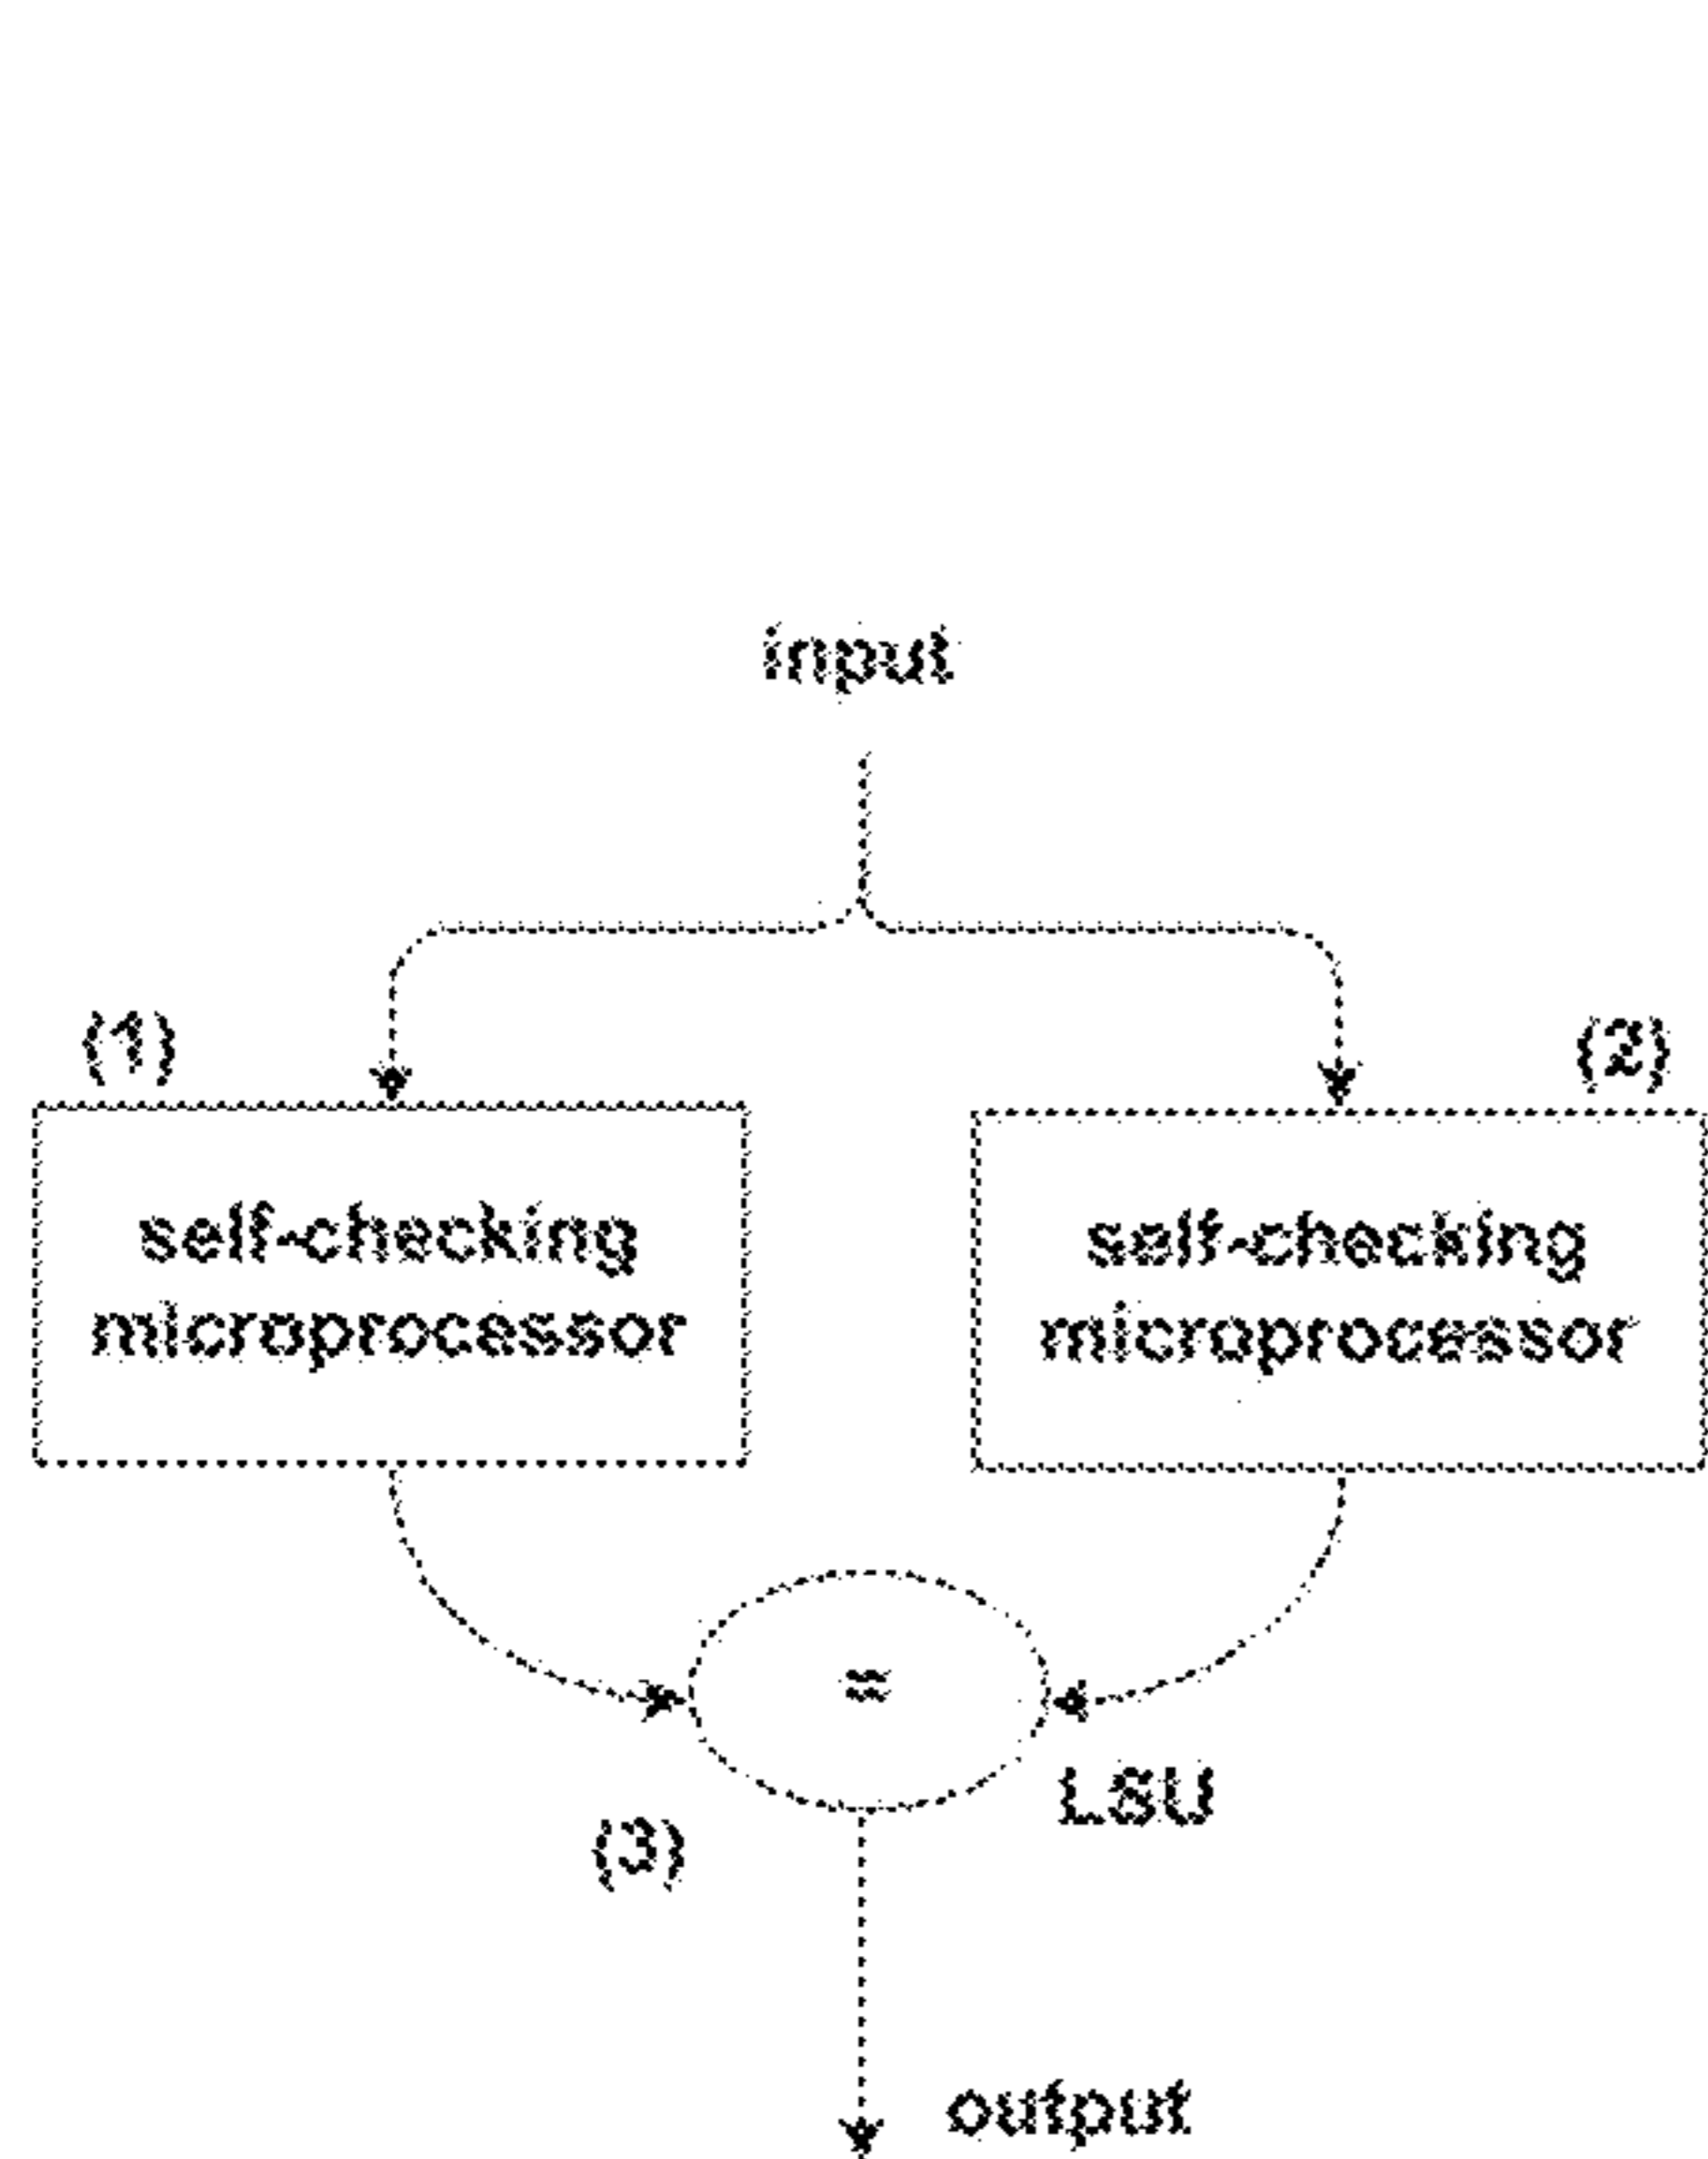 input
(1)
(2)
self-checking
microprocessor
self-checking
microprocessor
≈
LSU
(3)
output